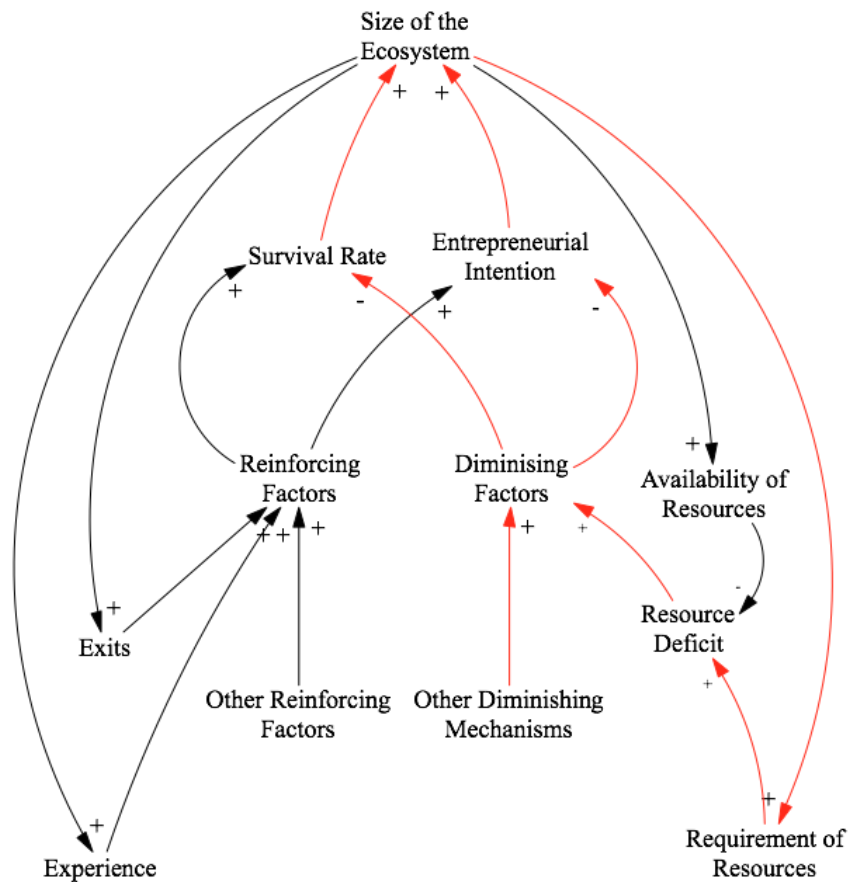 Size of the
Ecosystem
+
+
Survival Rate
Entrepreneurial
Intention
+
-
+
-
Reinforcing
Factors
Diminising
Factors
+
Availability of
Resources
+
+
+
+
+
-
+
Exits
Resource
Deficit
Other Reinforcing
Factors
Other Diminishing
Mechanisms
+
+
+
Experience
Requirement of
Resources